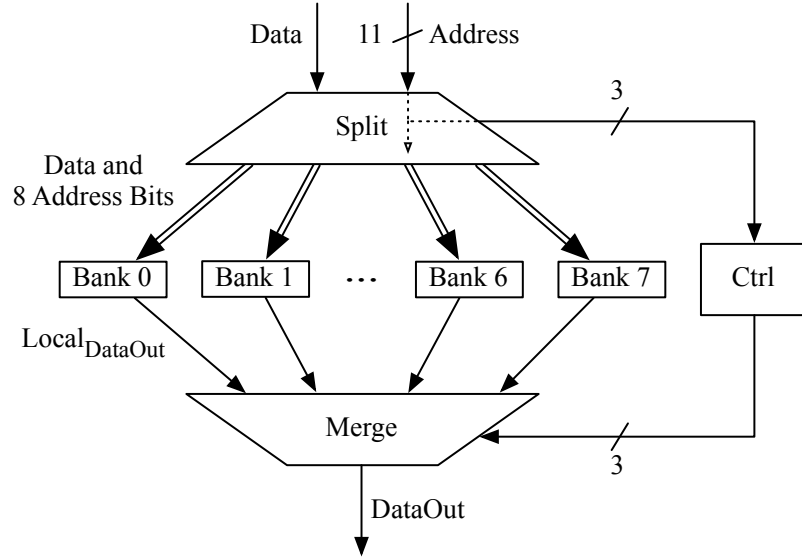 Data
11
Address
Split
3
Data and
8 Address Bits
Bank 0
Bank 1
...
Bank 6
Bank 7
Ctrl
Local_DataOut
Merge
3
DataOut